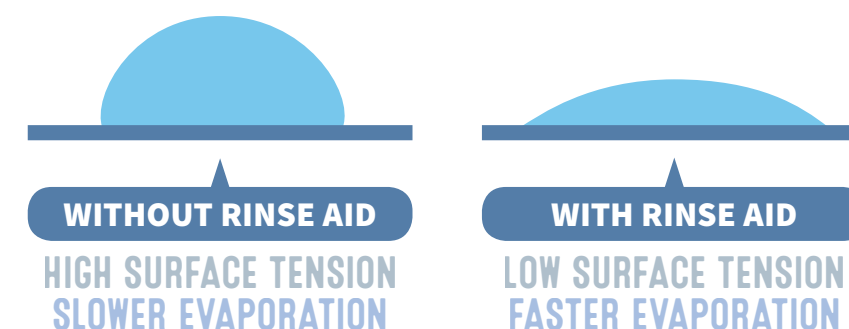 WITHOUT RINSE AID
HIGH SURFACE TENSION
SLOWER EVAPORATION
WITH RINSE AID
LOW SURFACE TENSION
FASTER EVAPORATION